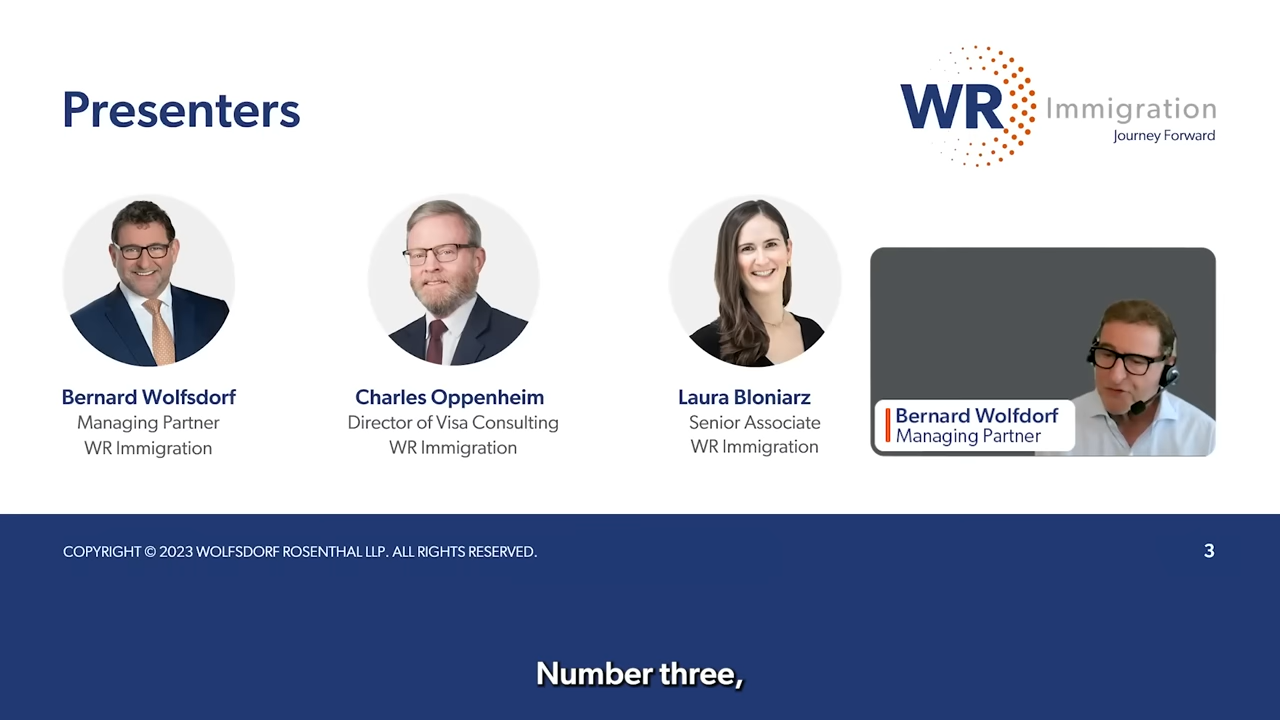 Presenters
WR Immigration
Journey Forward
Bernard Wolfsdorf
Managing Partner
WR Immigration
Charles Oppenheim
Director of Visa Consulting
WR Immigration
Laura Bloniarz
Senior Associate
WR Immigration
Bernard Wolfdorf
Managing Partner
COPYRIGHT © 2023 WOLFSDORF ROSENTHAL LLP. ALL RIGHTS RESERVED.
3
Number three,